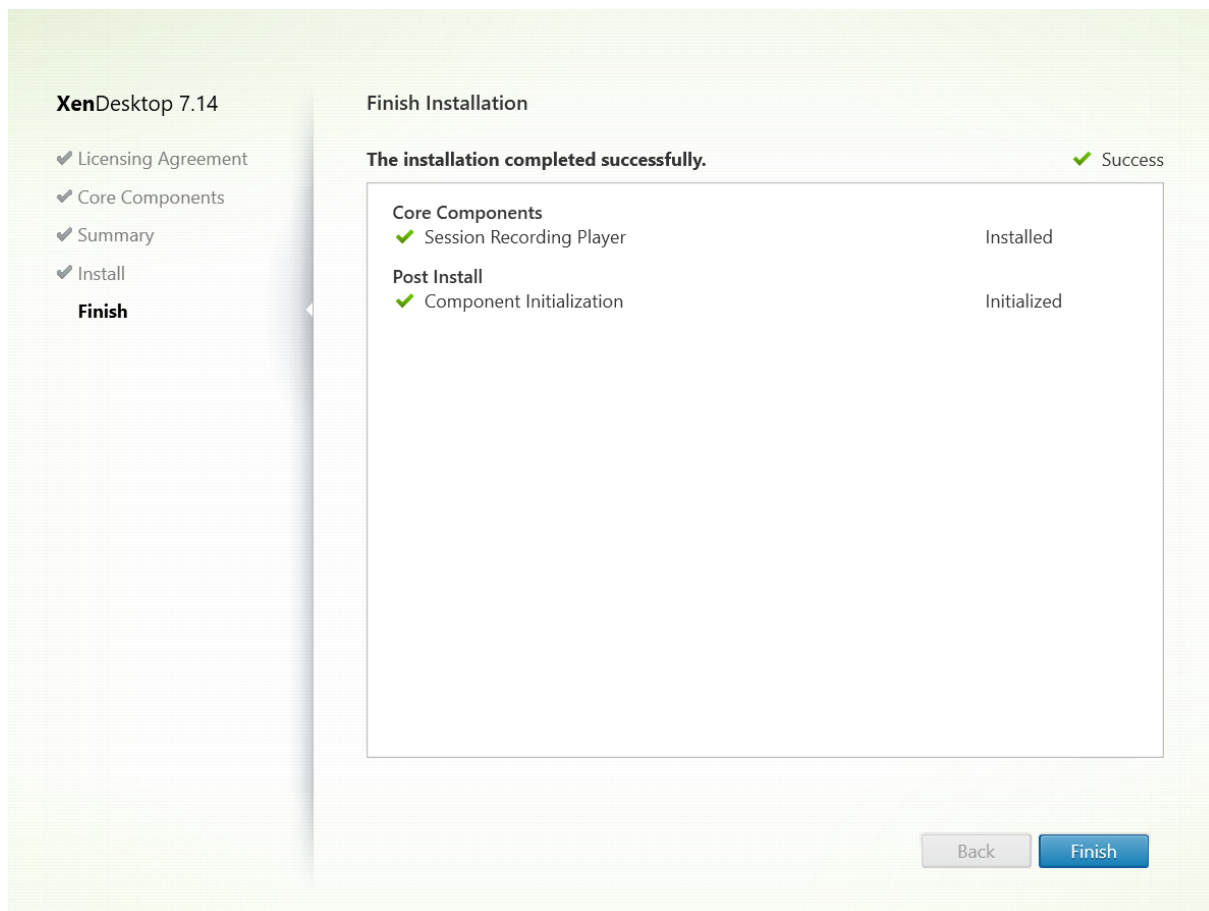 XenDesktop 7.14
Licensing Agreement
Core Components
Summary
Install
Finish
Finish Installation
The installation completed successfully. Success
Core Components
Session Recording Player Installed
Post Install
Component Initialization Initialized
Back Finish